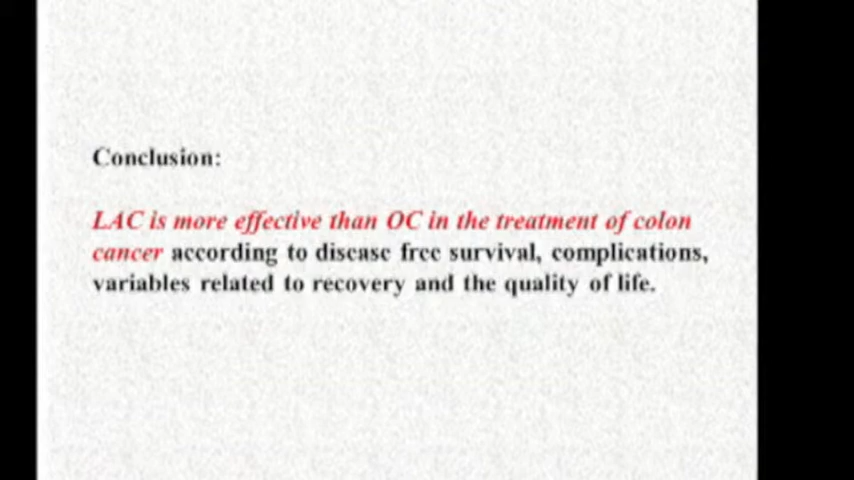 Conclusion:
LAC is more effective than OC in the treatment of colon
cancer according to disease free survival, complications,
variables related to recovery and the quality of life.